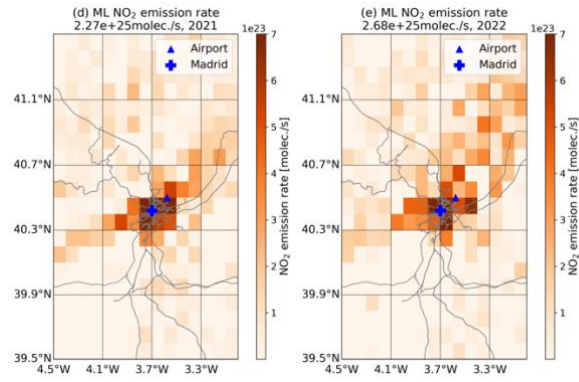 (d) ML NO₂ emission rate
2.27e+25molec./s, 2021
1e23
Airport
Madrid
41.1°N
40.7°N
40.3°N
39.9°N
39.5°N
4.5°W 4.1°W 3.7°W 3.3°W
7
6
5
4
3
2
1
NO₂ emission rate [molec./s]
(e) ML NO₂ emission rate
2.68e+25molec./s, 2022
1e23
Airport
Madrid
41.1°N
40.7°N
40.3°N
39.9°N
39.5°N
4.5°W 4.1°W 3.7°W 3.3°W
7
6
5
4
3
2
1
NO₂ emission rate [molec./s]